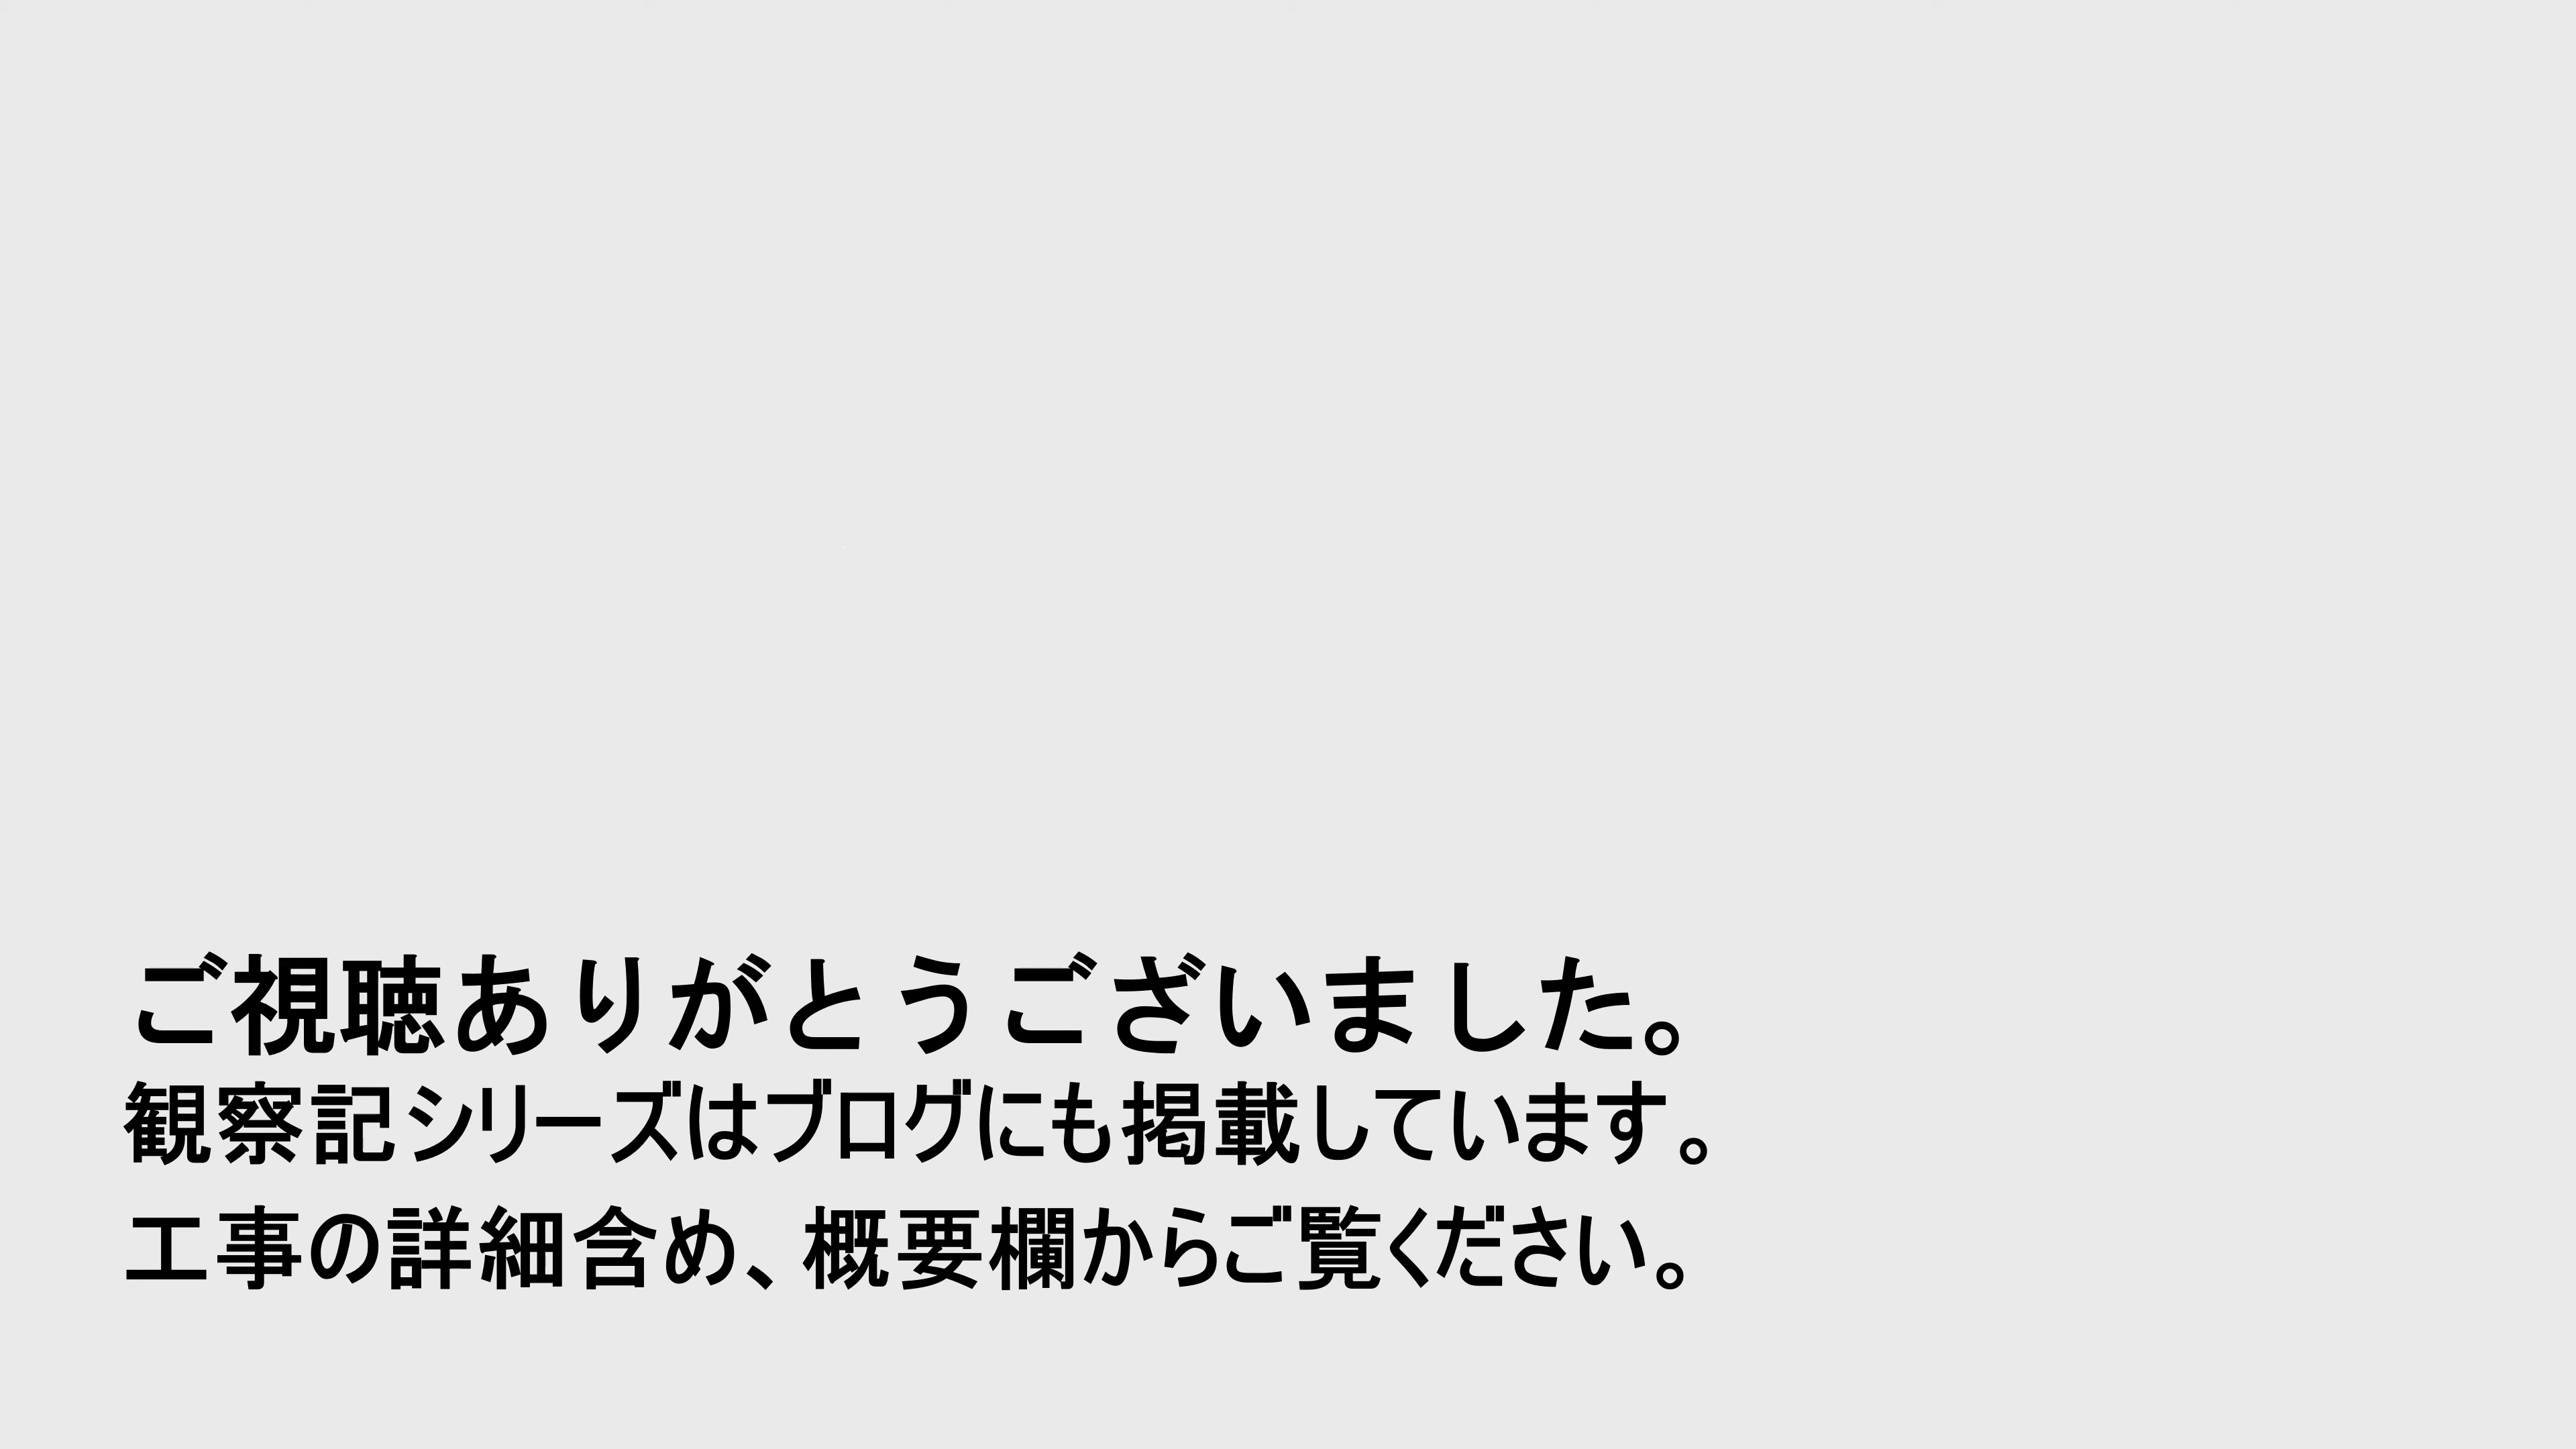 ご視聴ありがとうございました。
観察記シリーズはブログにも掲載しています。
工事の詳細含め、概要欄からご覧ください。